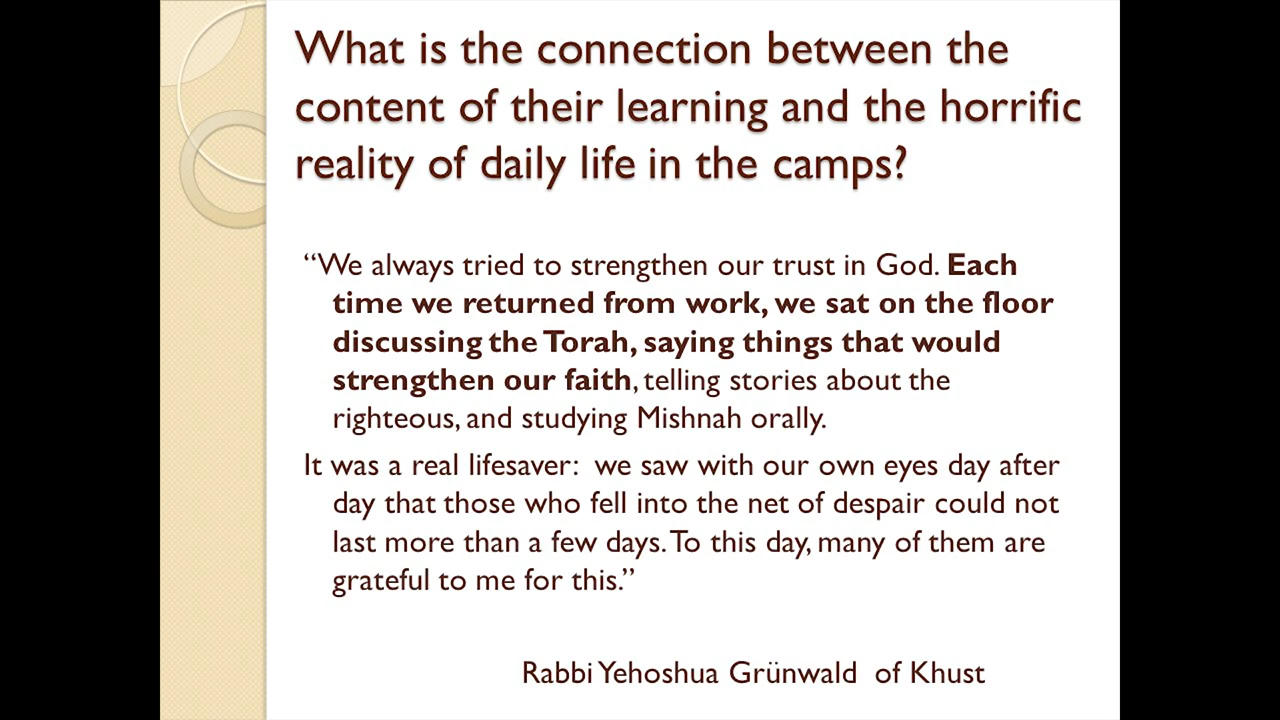 What is the connection between the
content of their learning and the horrific
reality of daily life in the camps?
“We always tried to strengthen our trust in God. Each
time we returned from work, we sat on the floor
discussing the Torah, saying things that would
strengthen our faith, telling stories about the
righteous, and studying Mishnah orally.
It was a real lifesaver:  we saw with our own eyes day after
day that those who fell into the net of despair could not
last more than a few days. To this day, many of them are
grateful to me for this.”
Rabbi Yehoshua Grünwald  of Khust